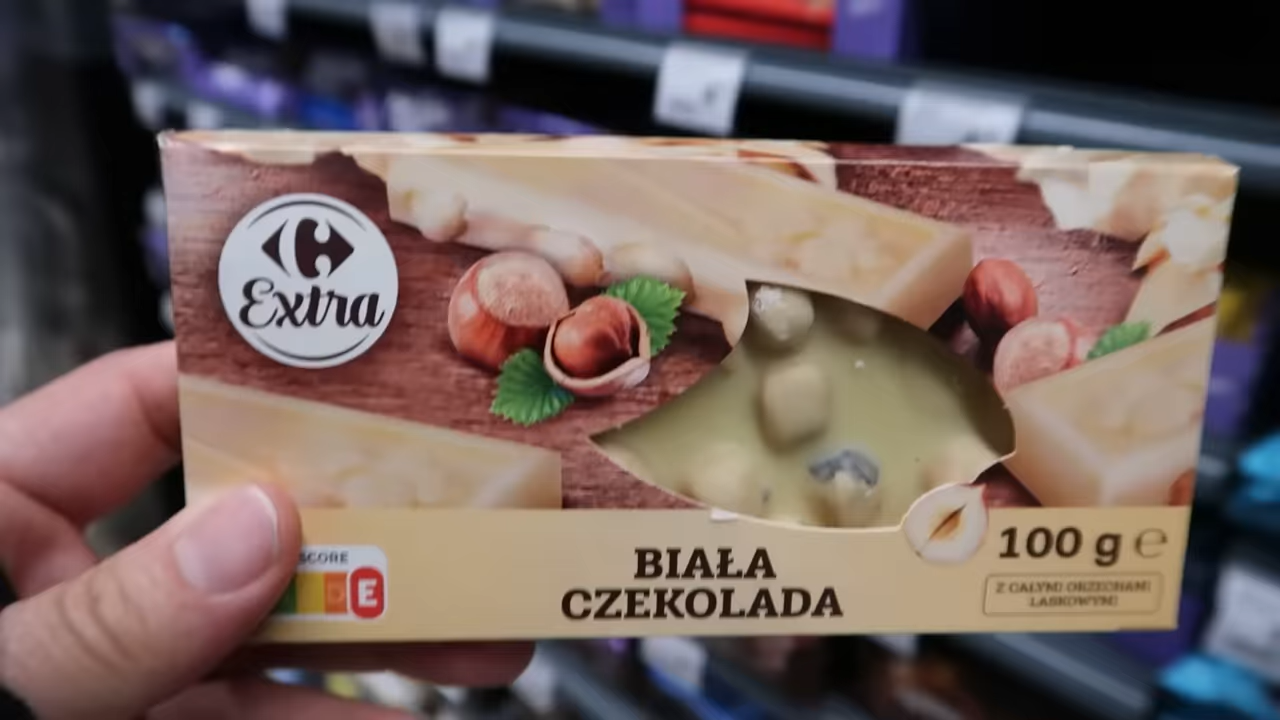 Extra
SCORE
D E
BIAŁA
CZEKOLADA
100 g ℮
Z CAŁYMI ORZECHAMI
LASKOWYMI